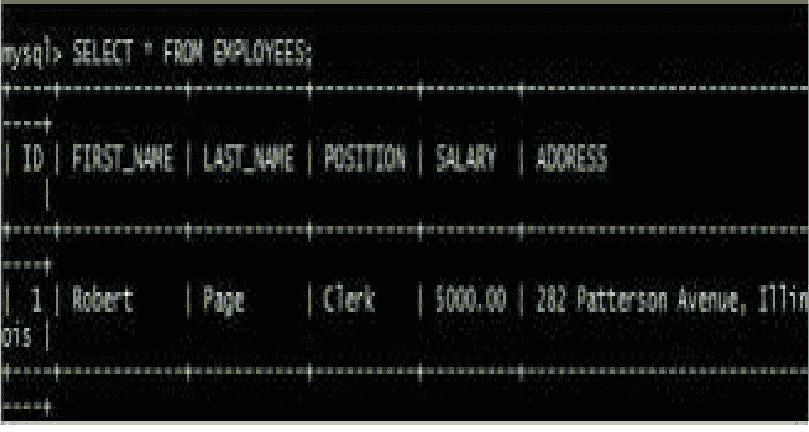 mysql> SELECT * FROM EMPLOYEES;
+----+------------+-----------+----------+---------+--------------------------
----+
| ID | FIRST_NAME | LAST_NAME | POSITION | SALARY  | ADDRESS
    |
+----+------------+-----------+----------+---------+--------------------------
----+
|  1 | Robert     | Page      | Clerk    | 5000.00 | 282 Patterson Avenue, Illin
ois |
+----+------------+-----------+----------+---------+--------------------------
----+